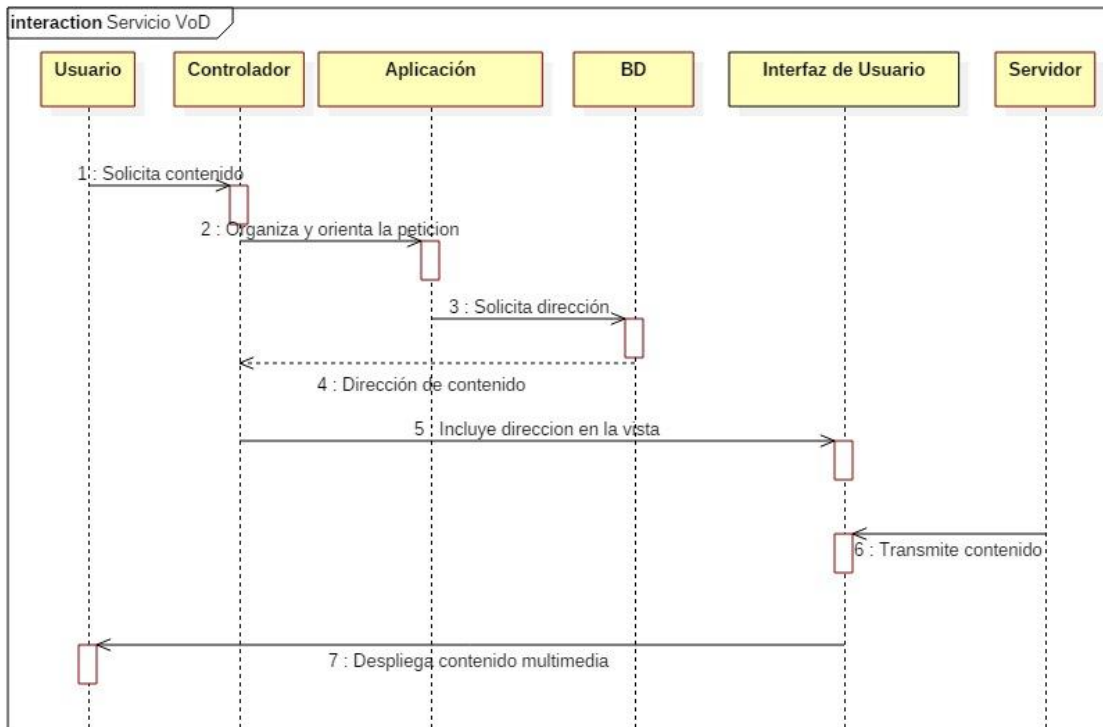 interaction Servicio VoD
Usuario
Controlador
Aplicación
BD
Interfaz de Usuario
Servidor
1 : Solicita contenido
2 : Organiza y orienta la peticion
3 : Solicita dirección
4 : Dirección de contenido
5 : Incluye direccion en la vista
6 : Transmite contenido
7 : Despliega contenido multimedia